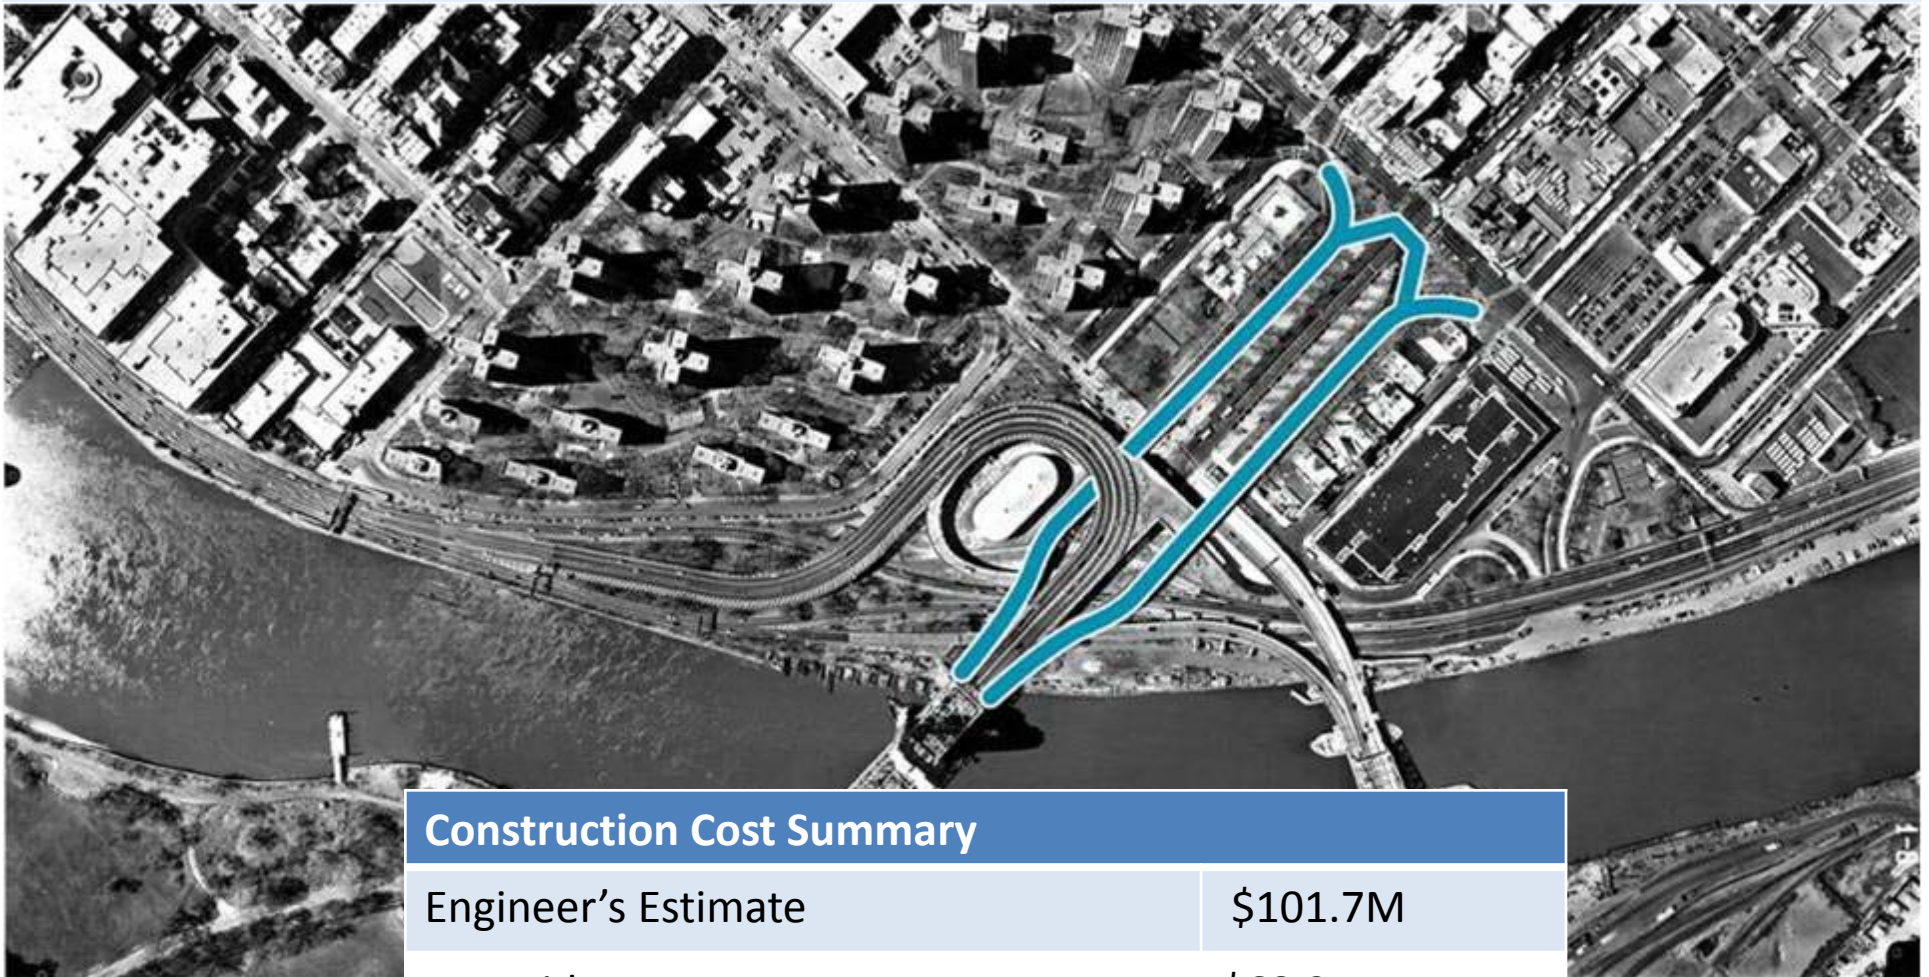 Construction Cost Summary
Engineer’s Estimate $101.7M